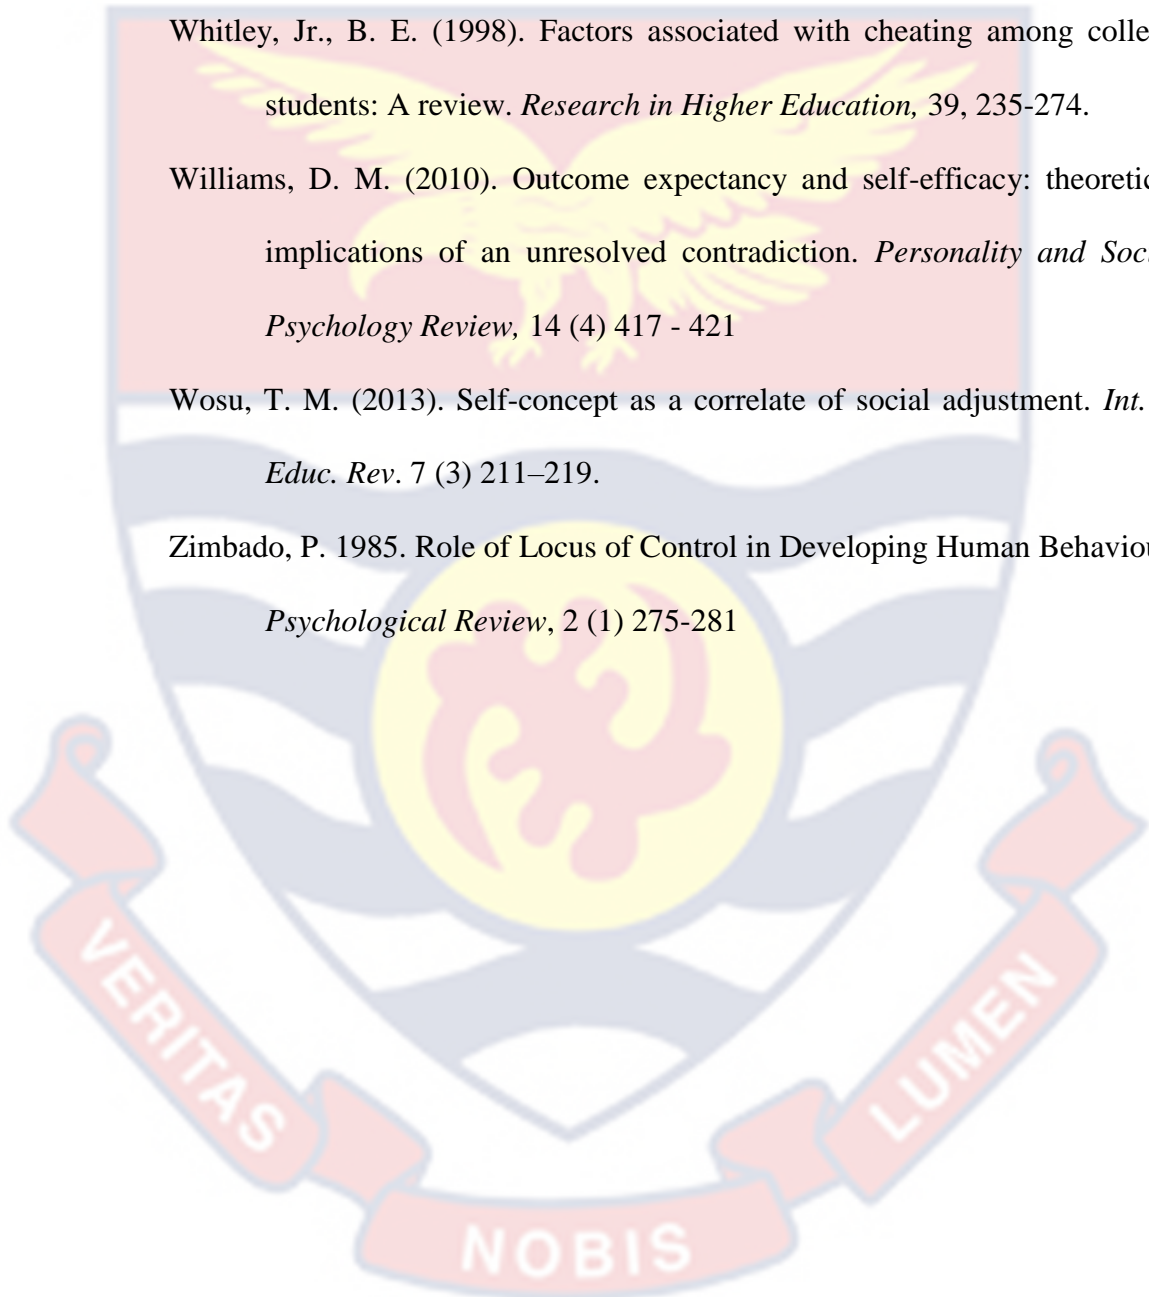 Whitley, Jr., B. E. (1998). Factors associated with cheating among colle
students: A review. Research in Higher Education, 39, 235-274.
Williams, D. M. (2010). Outcome expectancy and self-efficacy: theoretic
implications of an unresolved contradiction. Personality and Soc
Psychology Review, 14 (4) 417 - 421
Wosu, T. M. (2013). Self-concept as a correlate of social adjustment. Int.
Educ. Rev. 7 (3) 211–219.
Zimbado, P. 1985. Role of Locus of Control in Developing Human Behaviou
Psychological Review, 2 (1) 275-281
VERITAS
NOBIS
LUMEN